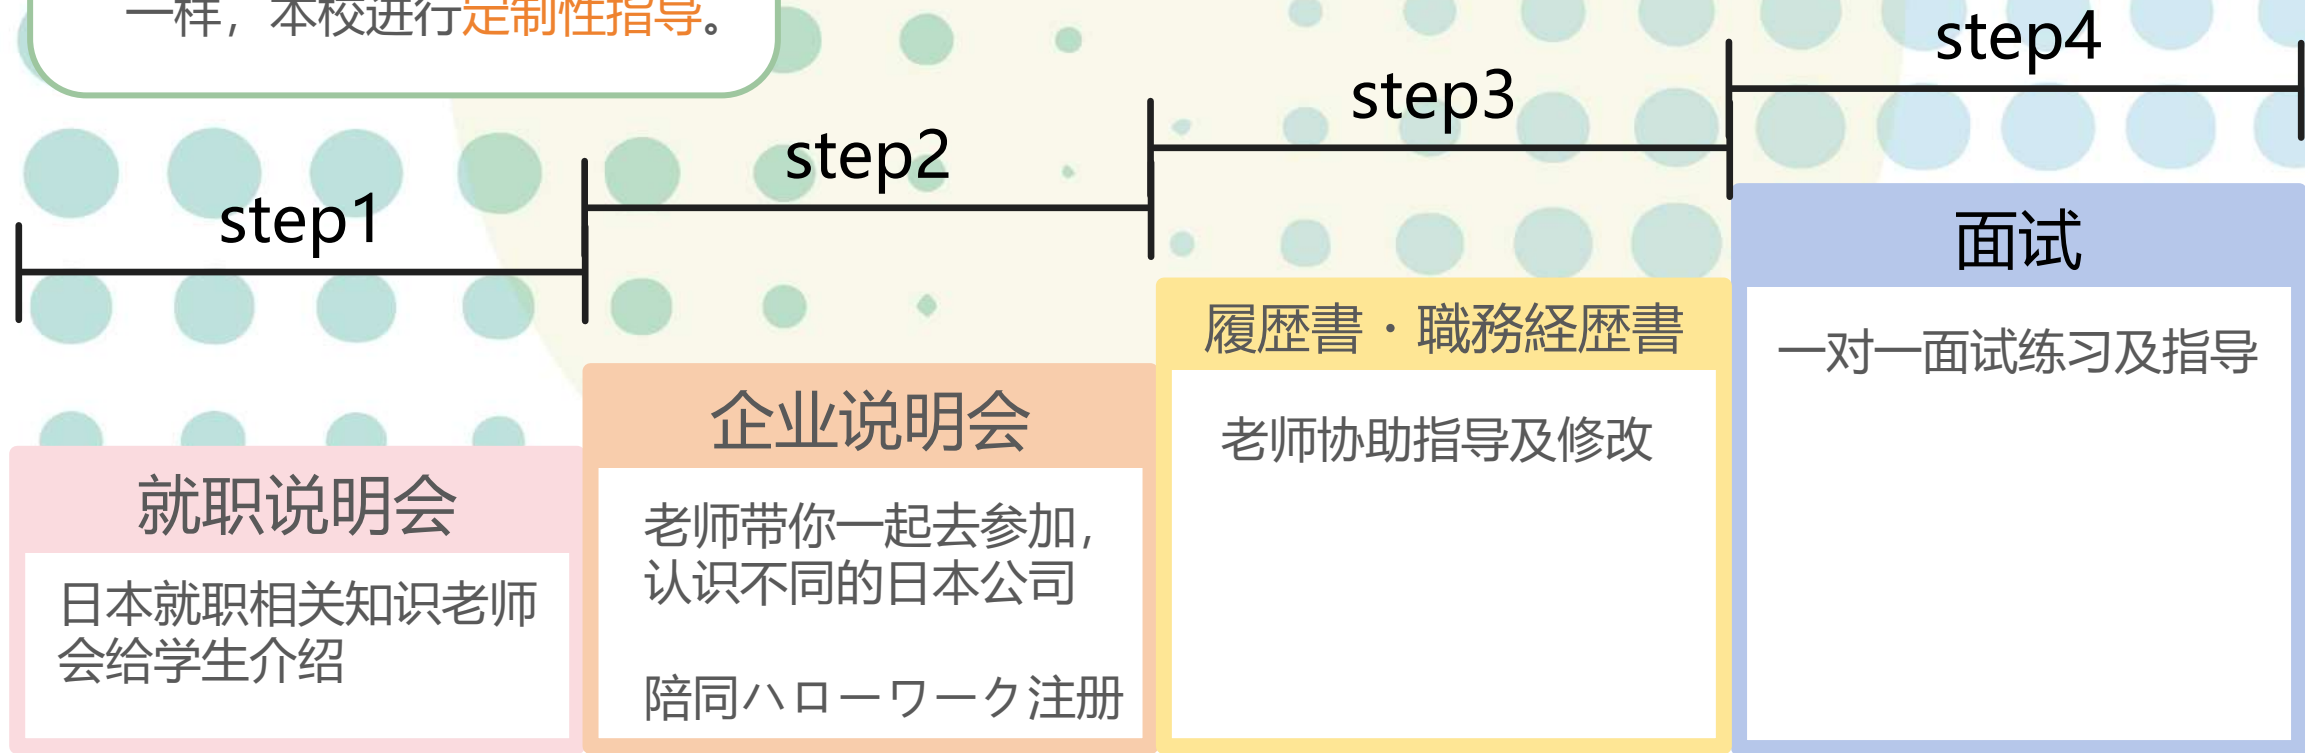 一样，本校进行定制性指导。
step1
就职说明会
日本就职相关知识老师
会给学生介绍
step2
企业说明会
老师带你一起去参加，
认识不同的日本公司
陪同ハローワーク注册
step3
履歴書・職務経歴書
老师协助指导及修改
step4
面试
一对一面试练习及指导